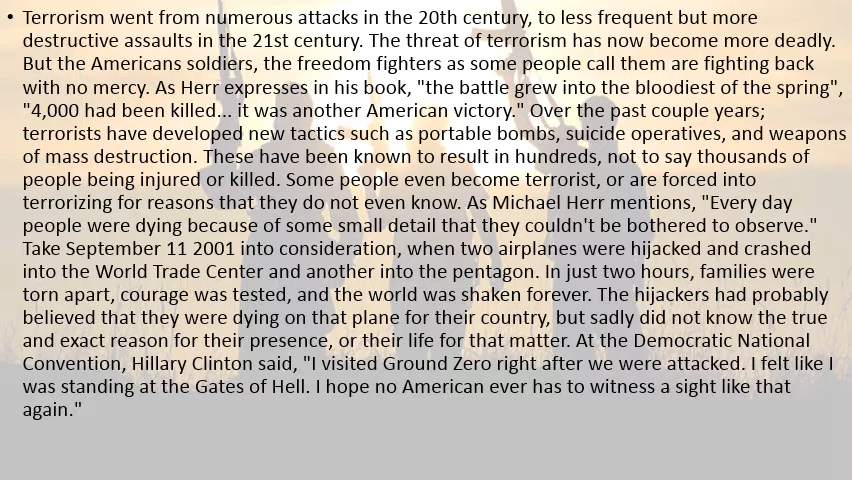 • Terrorism went from numerous attacks in the 20th century, to less frequent but more
destructive assaults in the 21st century. The threat of terrorism has now become more deadly.
But the Americans soldiers, the freedom fighters as some people call them are fighting back
with no mercy. As Herr expresses in his book, "the battle grew into the bloodiest of the spring",
"4,000 had been killed... it was another American victory." Over the past couple years;
terrorists have developed new tactics such as portable bombs, suicide operatives, and weapons
of mass destruction. These have been known to result in hundreds, not to say thousands of
people being injured or killed. Some people even become terrorist, or are forced into
terrorizing for reasons that they do not even know. As Michael Herr mentions, "Every day
people were dying because of some small detail that they couldn't be bothered to observe."
Take September 11 2001 into consideration, when two airplanes were hijacked and crashed
into the World Trade Center and another into the pentagon. In just two hours, families were
torn apart, courage was tested, and the world was shaken forever. The hijackers had probably
believed that they were dying on that plane for their country, but sadly did not know the true
and exact reason for their presence, or their life for that matter. At the Democratic National
Convention, Hillary Clinton said, "I visited Ground Zero right after we were attacked. I felt like I
was standing at the Gates of Hell. I hope no American ever has to witness a sight like that
again."